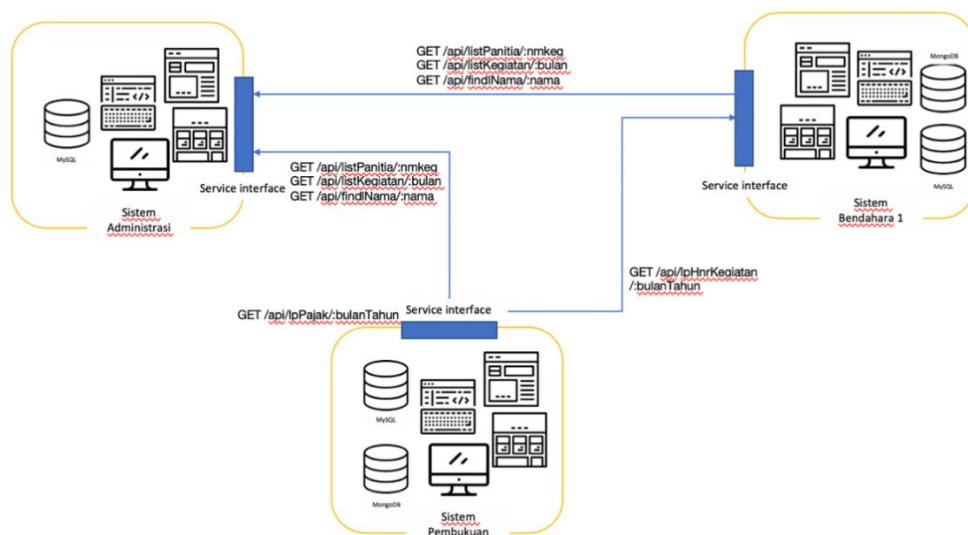 GET /api/listPanitia/:nmkeg
GET /api/listKegiatan/:bulan
GET /api/findlNama/:nama
MySQL
Service interface
Sistem
Administrasi
MongoDB
MySQL
Service interface
Sistem
Bendahara 1
GET /api/listPanitia/:nmkeg
GET /api/listKegiatan/:bulan
GET /api/findlNama/:nama
GET /api/lpHnrKegiatan
/:bulanTahun
GET /api/lpPajak/:bulanTahun
Service interface
MySQL
MongoDB
Sistem
Pembukuan